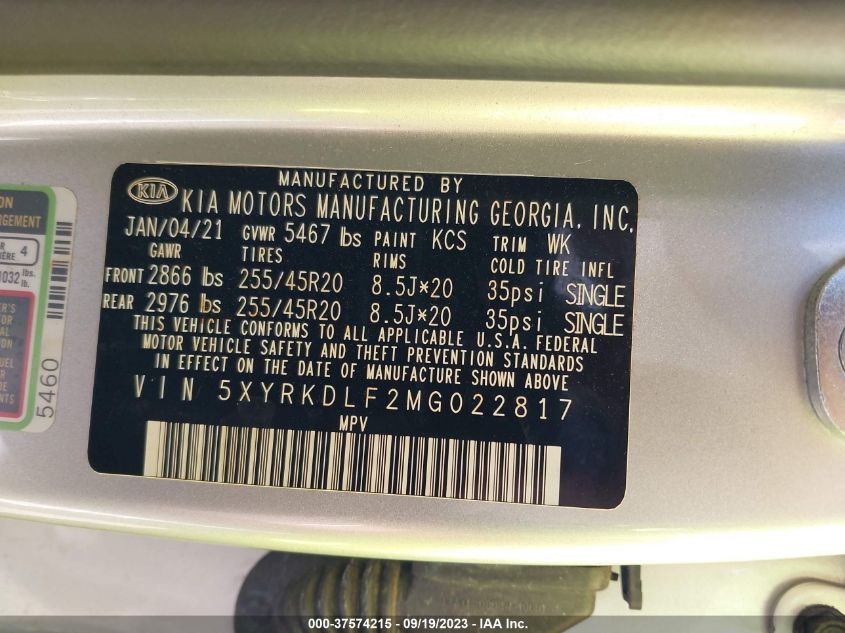 MANUFACTURED BY
KIA KIA MOTORS MANUFACTURING GEORGIA, INC.
JAN/04/21 GVWR 5467 lbs PAINT KCS TRIM WK
GAWR TIRES RIMS COLD TIRE INFL
FRONT 2866 lbs 255/45R20 8.5J*20 35psi SINGLE
REAR 2976 lbs 255/45R20 8.5J*20 35psi SINGLE
THIS VEHICLE CONFORMS TO ALL APPLICABLE U.S.A. FEDERAL
MOTOR VEHICLE SAFETY AND THEFT PREVENTION STANDARDS
IN EFFECT ON THE DATE OF MANUFACTURE SHOWN ABOVE
VIN 5XYRKDLF2MG022817
MPV
4
1032 lbs.
lb.
5460
000-37574215 - 09/19/2023 - IAA Inc.